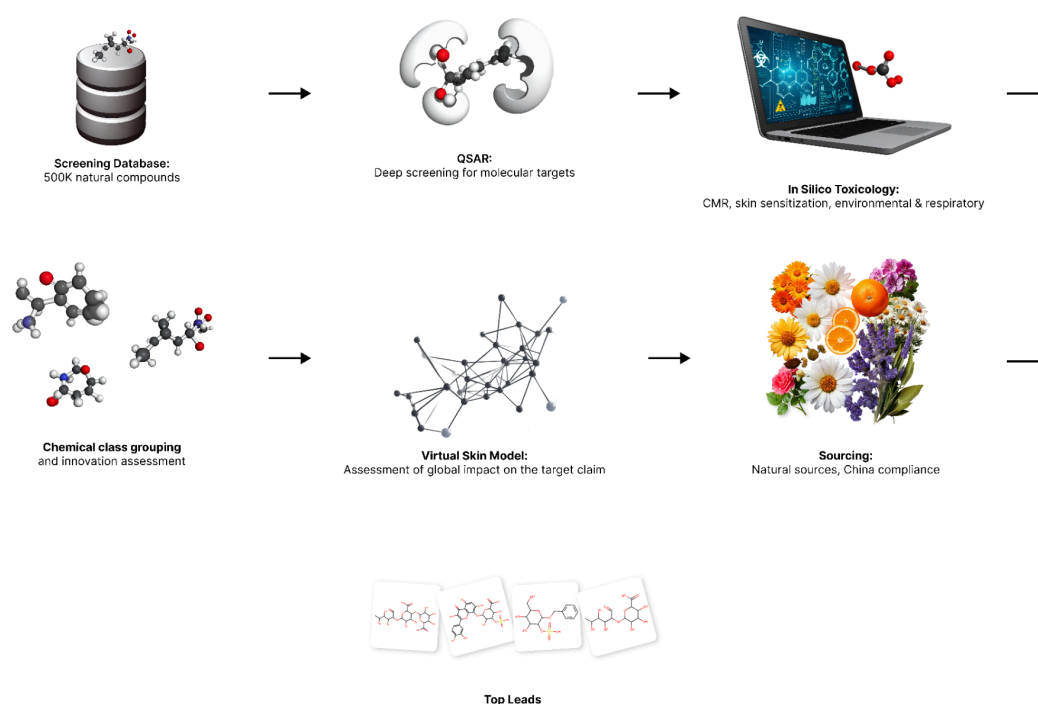 Screening Database:
500K natural compounds
QSAR:
Deep screening for molecular targets
In Silico Toxicology:
CMR, skin sensitization, environmental & respiratory
Chemical class grouping
and innovation assessment
Virtual Skin Model:
Assessment of global impact on the target claim
Sourcing:
Natural sources, China compliance
Top Leads